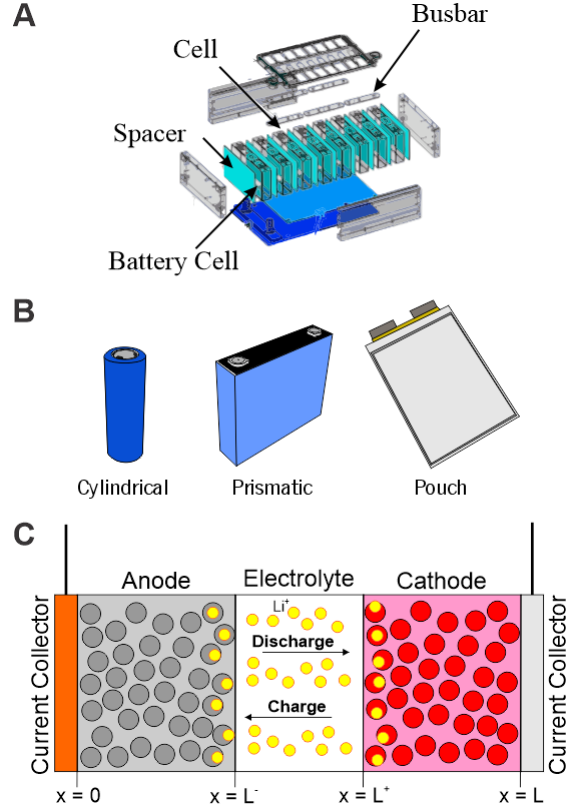 A
Busbar
Cell
Spacer
Battery Cell
B
Cylindrical
Prismatic
Pouch
C
Anode
Electrolyte
Cathode
Current Collector
Li⁺
Discharge
Charge
Current Collector
x = 0
x = L⁻
x = L⁺
x = L